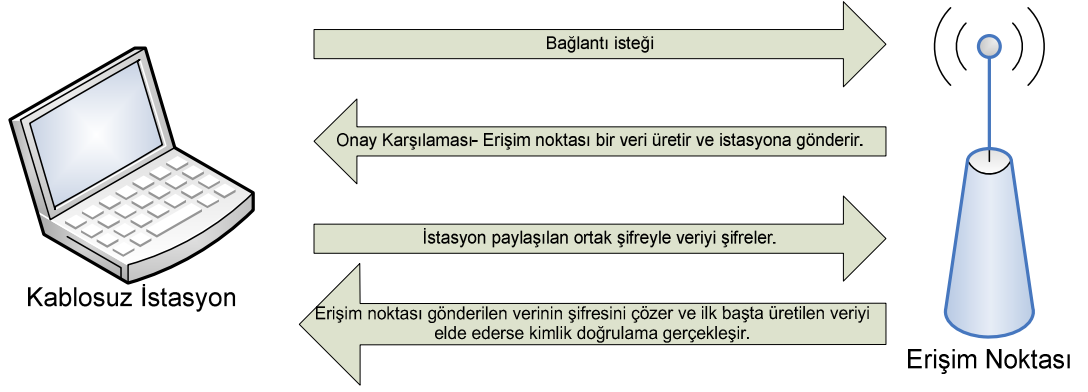 Bağlantı isteği
Onay Karşılaması- Erişim noktası bir veri üretir ve istasyona gönderir.
İstasyon paylaşılan ortak şifreyle veriyi şifreler.
Erişim noktası gönderilen verinin şifresini çözer ve ilk başta üretilen veriyi
elde ederse kimlik doğrulama gerçekleşir.
Kablosuz İstasyon
Erişim Noktası